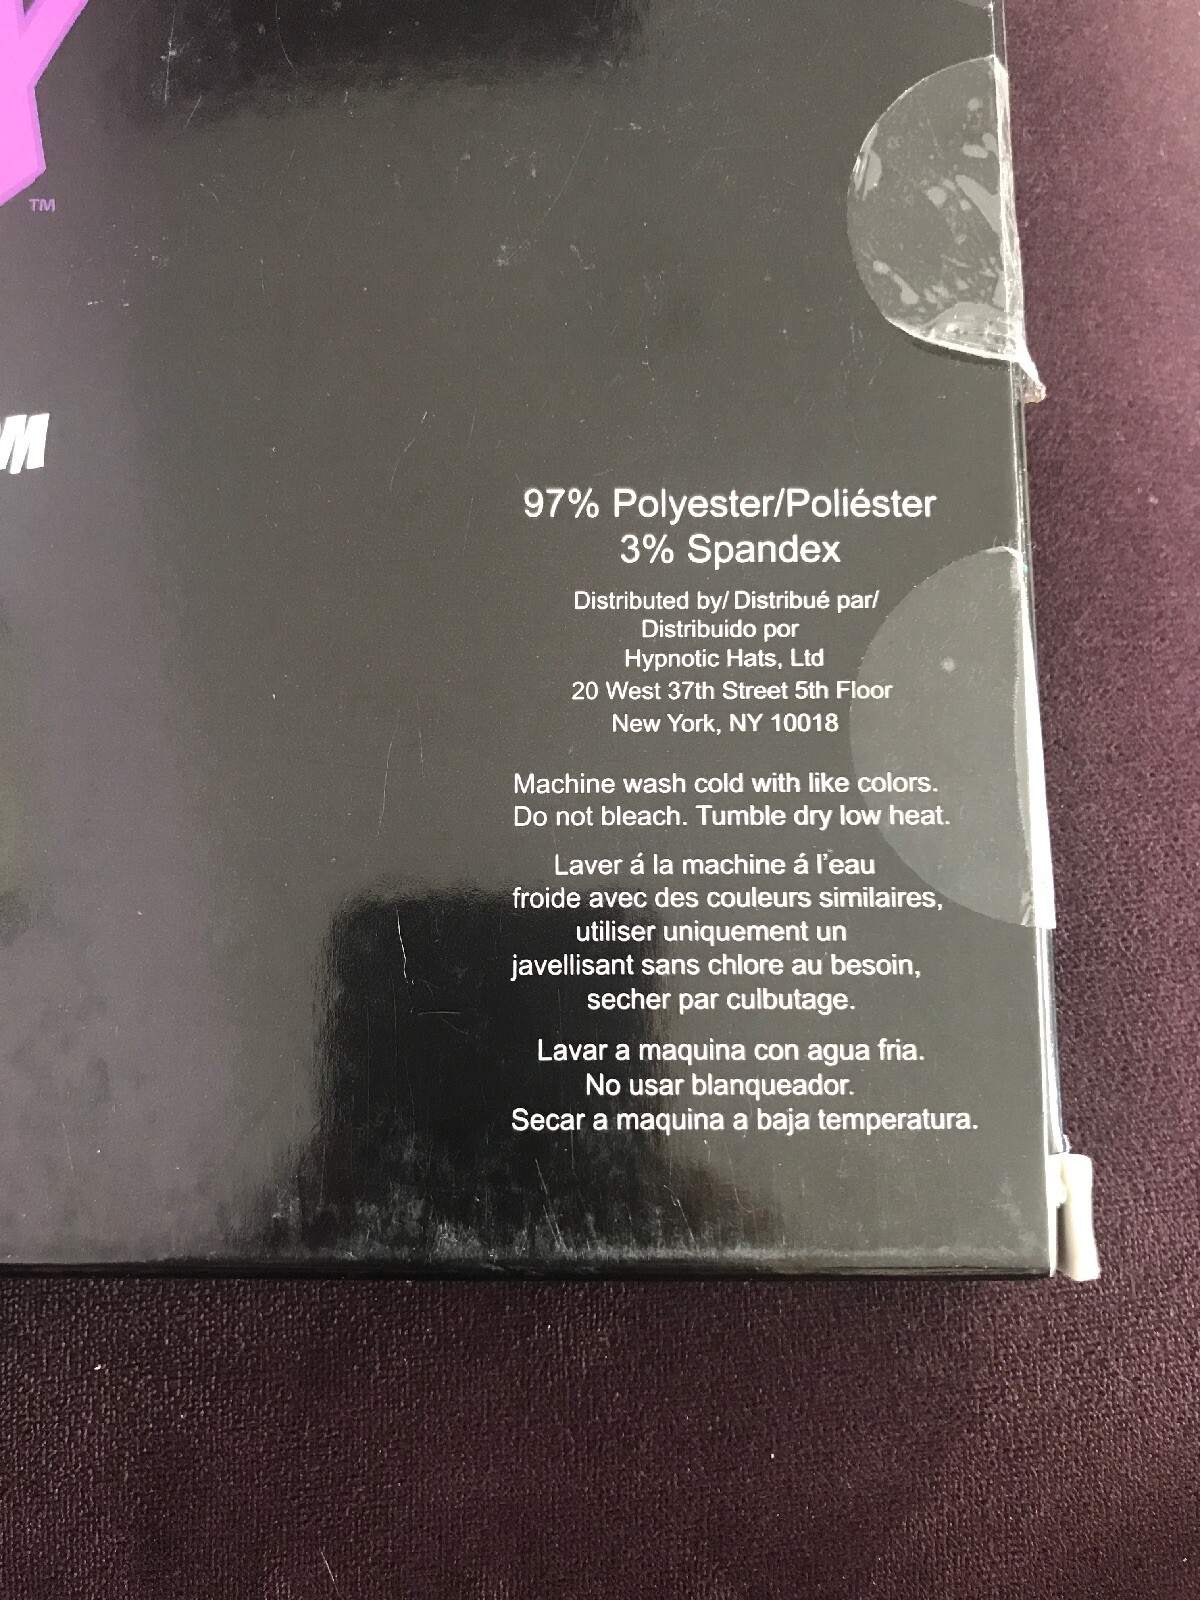 Y
TM
M
97% Polyester/Poliéster
3% Spandex
Distributed by/ Distribué par/
Distribuido por
Hypnotic Hats, Ltd
20 West 37th Street 5th Floor
New York, NY 10018
Machine wash cold with like colors.
Do not bleach. Tumble dry low heat.
Laver á la machine á l'eau
froide avec des couleurs similaires,
utiliser uniquement un
javellisant sans chlore au besoin,
secher par culbutage.
Lavar a maquina con agua fria.
No usar blanqueador.
Secar a maquina a baja temperatura.